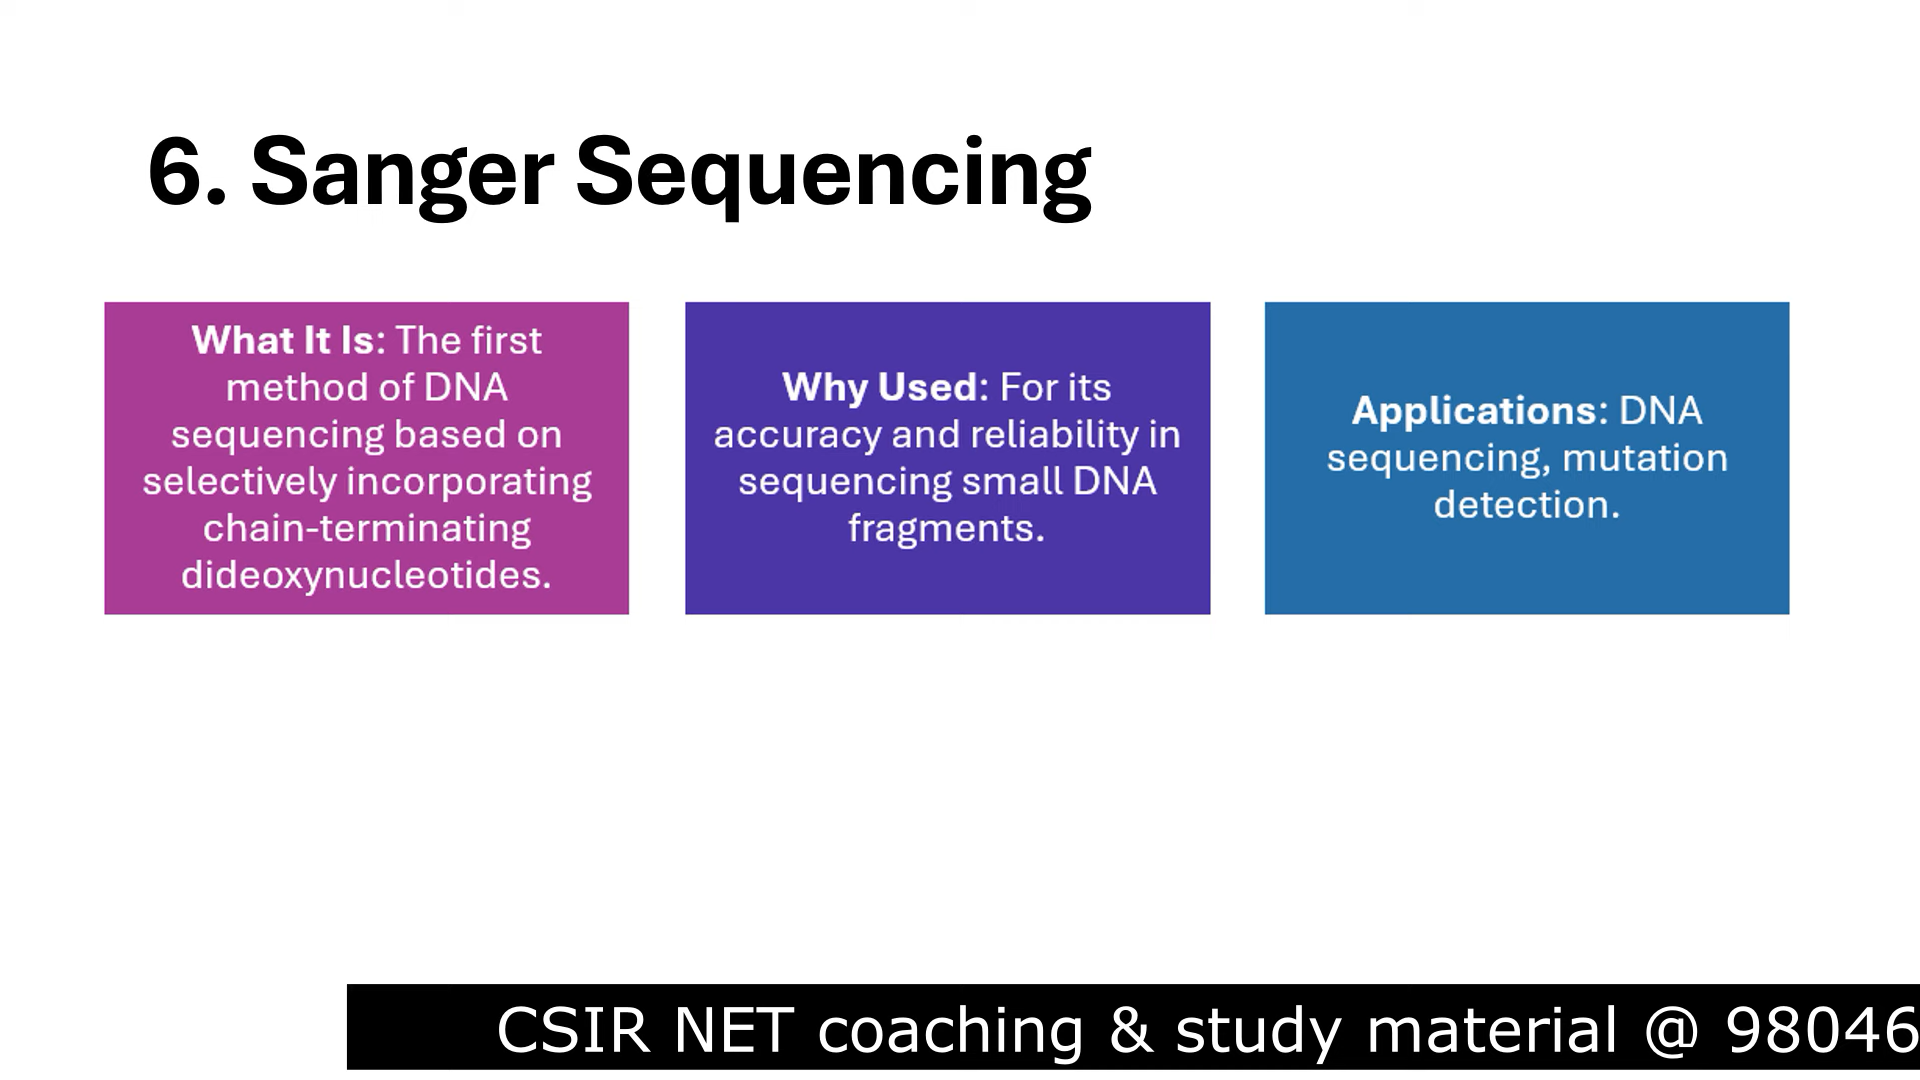 6. Sanger Sequencing
What It Is: The first
method of DNA
sequencing based on
selectively incorporating
chain-terminating
dideoxynucleotides.
Why Used: For its
accuracy and reliability in
sequencing small DNA
fragments.
Applications: DNA
sequencing, mutation
detection.
CSIR NET coaching & study material @ 98046